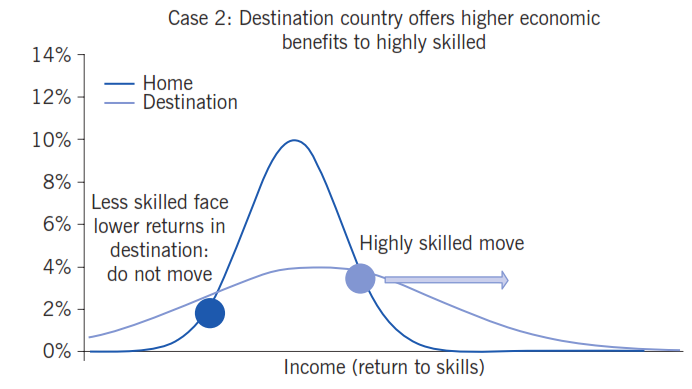 Case 2: Destination country offers higher economic
benefits to highly skilled
14%
12%
10%
8%
6%
4%
2%
0%
Home
Destination
Less skilled face
lower returns in
destination:
do not move
Highly skilled move
Income (return to skills)